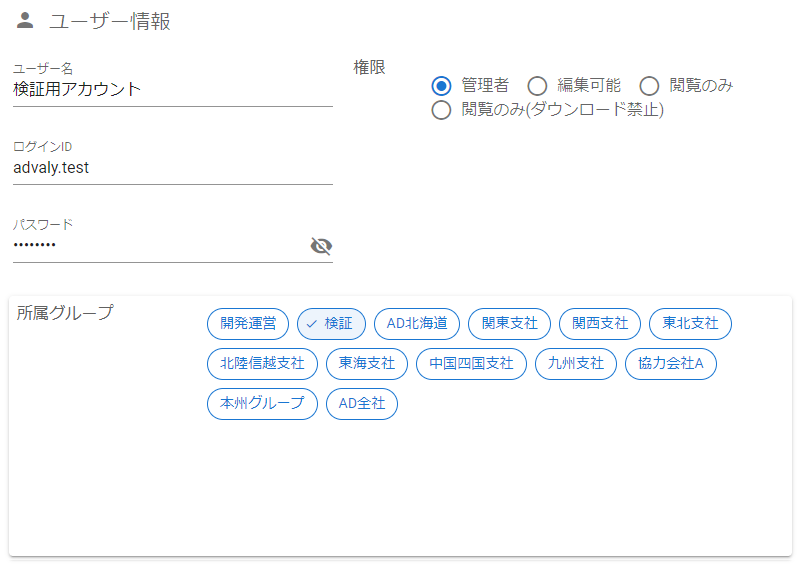 ユーザー情報
ユーザー名
検証用アカウント
ログインID
advaly.test
パスワード
••••••••
権限
管理者 編集可能 閲覧のみ
閲覧のみ(ダウンロード禁止)
所属グループ
開発運営 検証 AD北海道 関東支社 関西支社 東北支社
北陸信越支社 東海支社 中国四国支社 九州支社 協力会社A
本州グループ AD全社